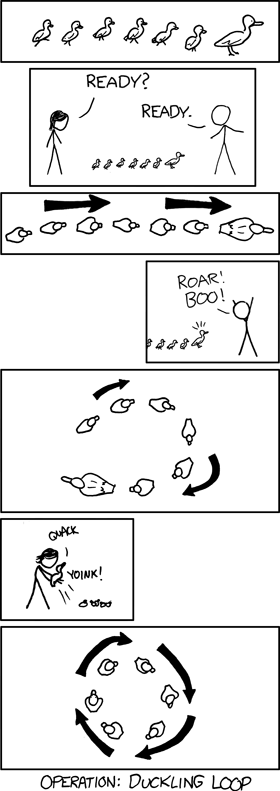 READY?
READY.
ROAR!
BOO!
QUACK
YOINK!
OPERATION: DUCKLING LOOP